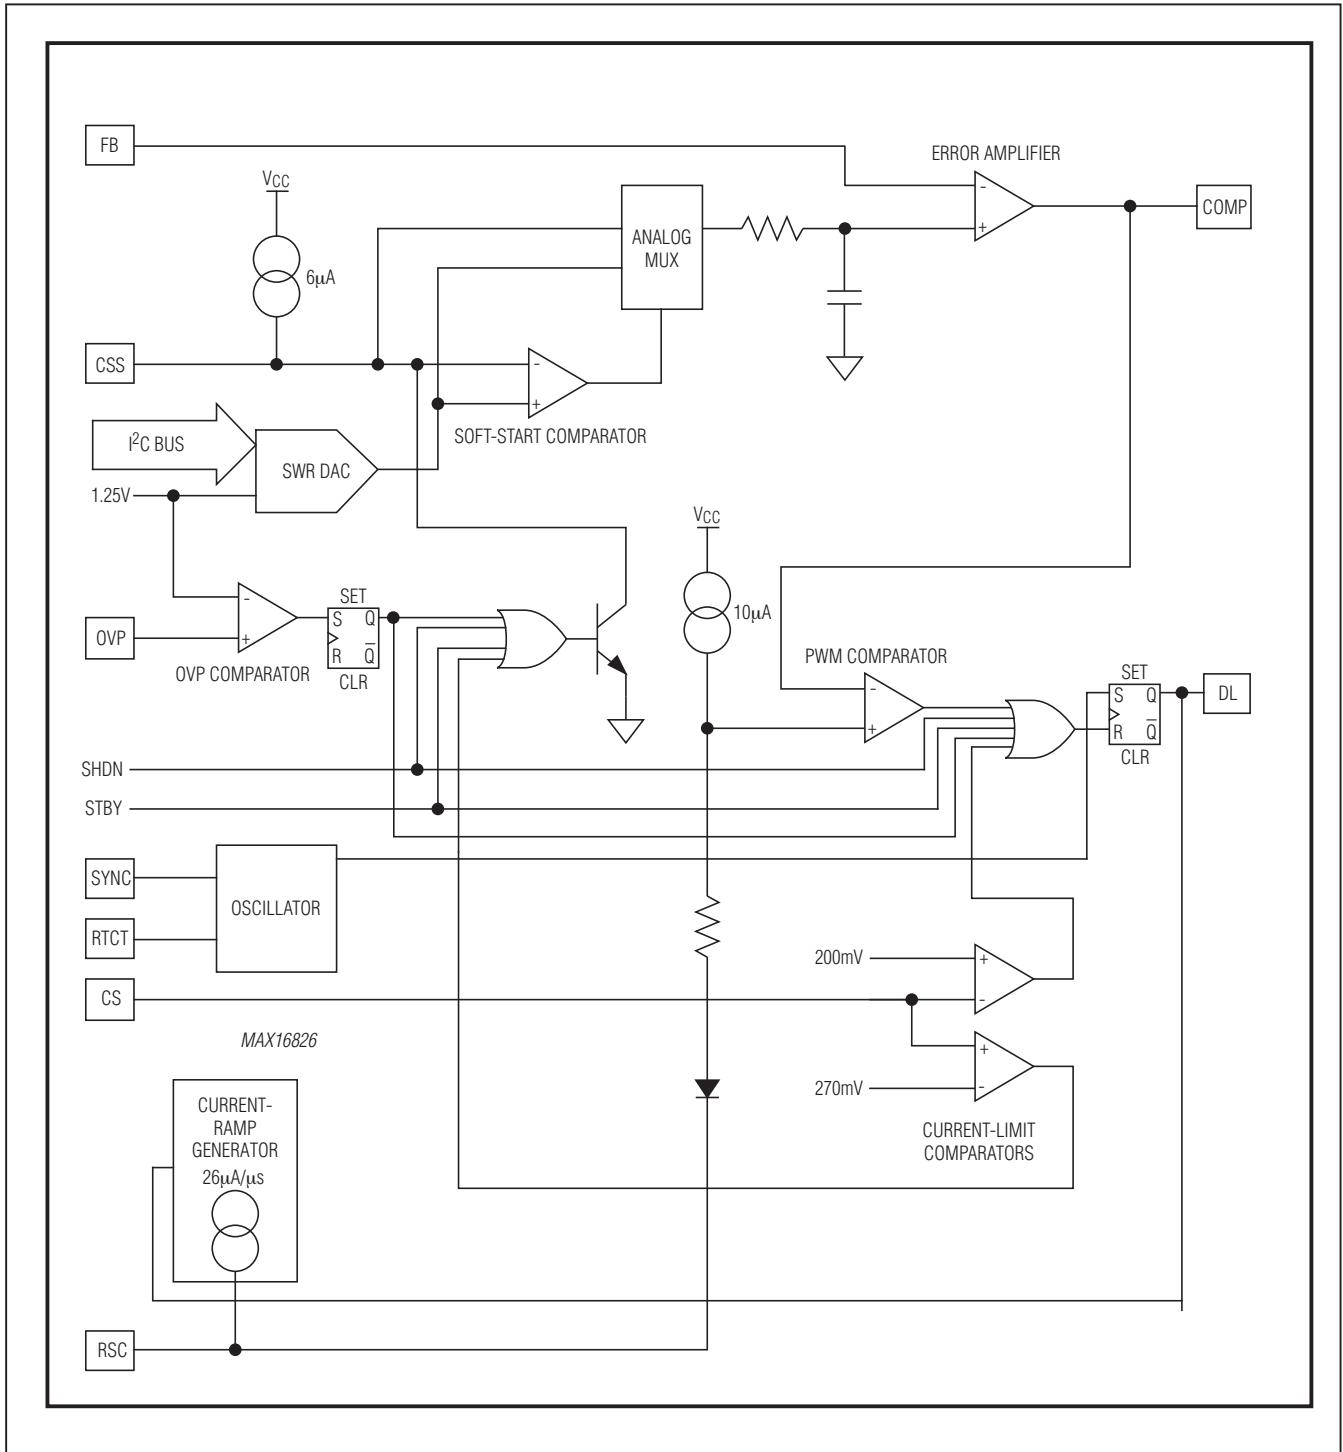 FB
ERROR AMPLIFIER
VCC
-
+
COMP
ANALOG
MUX
6µA
CSS
-
+
SOFT-START COMPARATOR
I²C BUS
SWR DAC
1.25V
VCC
10µA
SET
-
+
S Q
R Q̅
CLR
OVP
OVP COMPARATOR
PWM COMPARATOR
-
+
SET
S Q
R Q̅
CLR
DL
SHDN
STBY
SYNC
OSCILLATOR
RTCT
200mV
+
-
CS
MAX16826
+
-
270mV
CURRENT-LIMIT
COMPARATORS
CURRENT-
RAMP
GENERATOR
26µA/µs
RSC